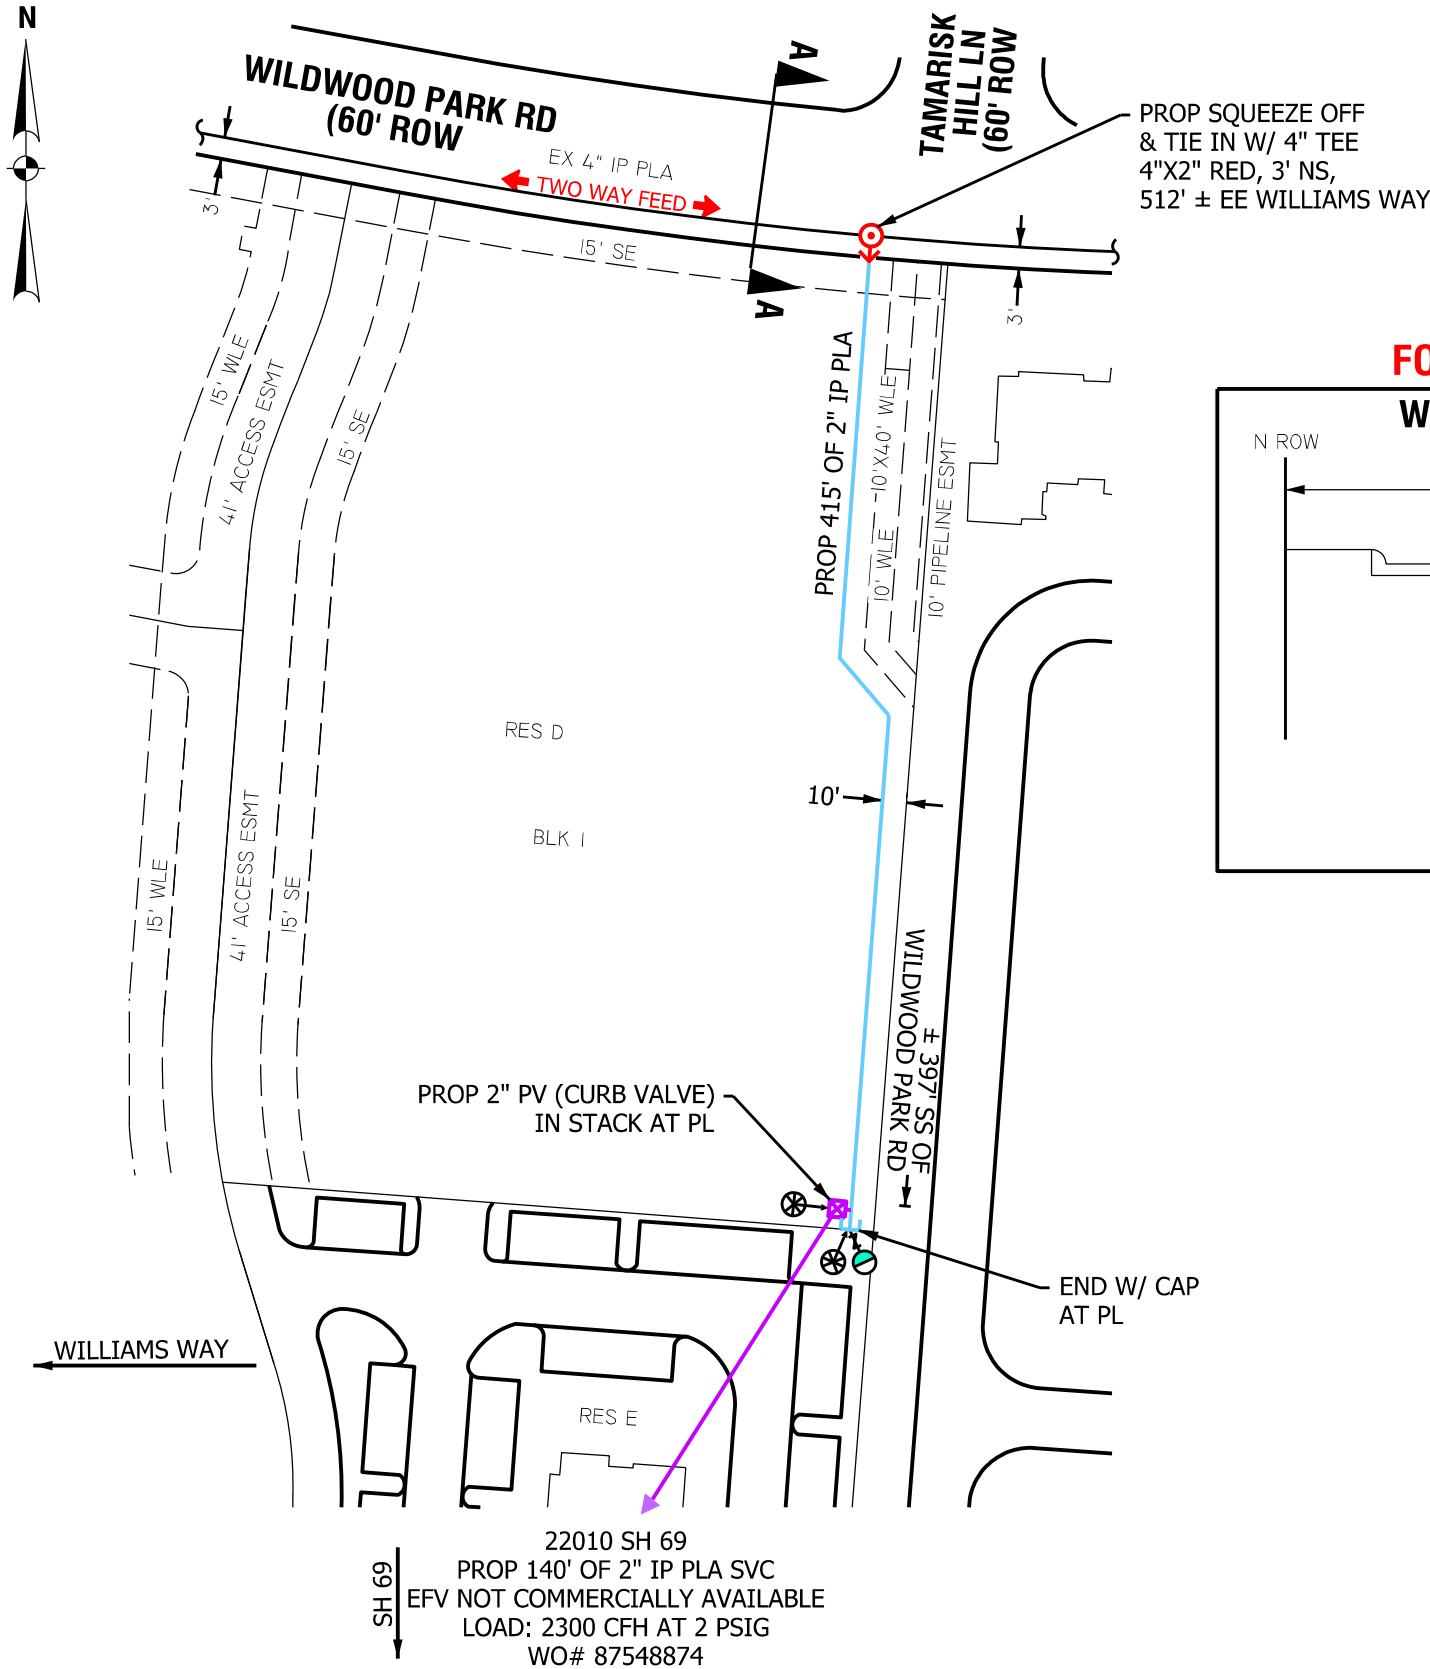 N
WILDWOOD PARK RD
(60' ROW
A
TAMARISK
HILL LN
(60' ROW)
PROP SQUEEZE OFF
& TIE IN W/ 4" TEE
4"X2" RED, 3' NS,
512' ± EE WILLIAMS WAY
EX 4" IP PLA
TWO WAY FEED
3'
15' SE
A
3'
15' WLE
41' ACCESS ESMT
15' SE
PROP 415' OF 2" IP PLA
10'X40' WLE
10' WLE
10' PIPELINE ESMT
N ROW
RES D
BLK 1
10'
15' WLE
41' ACCESS ESMT
15' SE
± 397' SS OF
WILDWOOD PARK RD
PROP 2" PV (CURB VALVE)
IN STACK AT PL
END W/ CAP
AT PL
WILLIAMS WAY
RES E
SH 69
22010 SH 69
PROP 140' OF 2" IP PLA SVC
EFV NOT COMMERCIALLY AVAILABLE
LOAD: 2300 CFH AT 2 PSIG
WO# 87548874